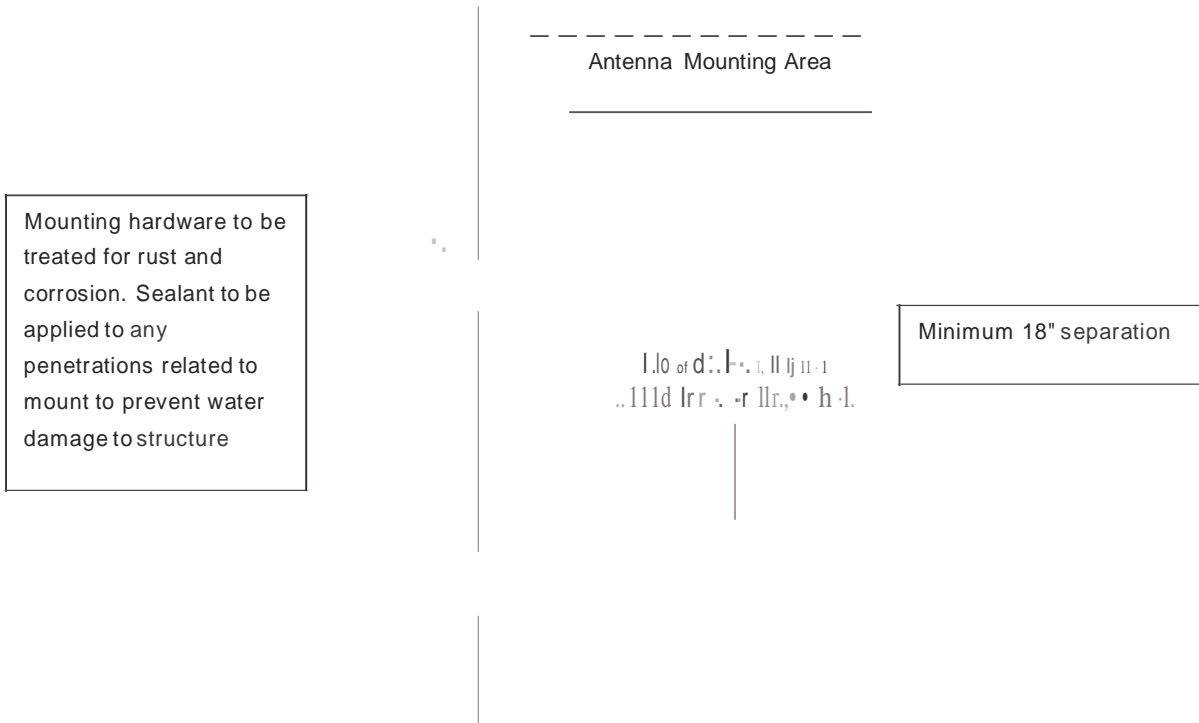 Antenna Mounting Area
Mounting hardware to be
treated for rust and
corrosion. Sealant to be
applied to any
penetrations related to
mount to prevent water
damage to structure
Minimum 18" separation